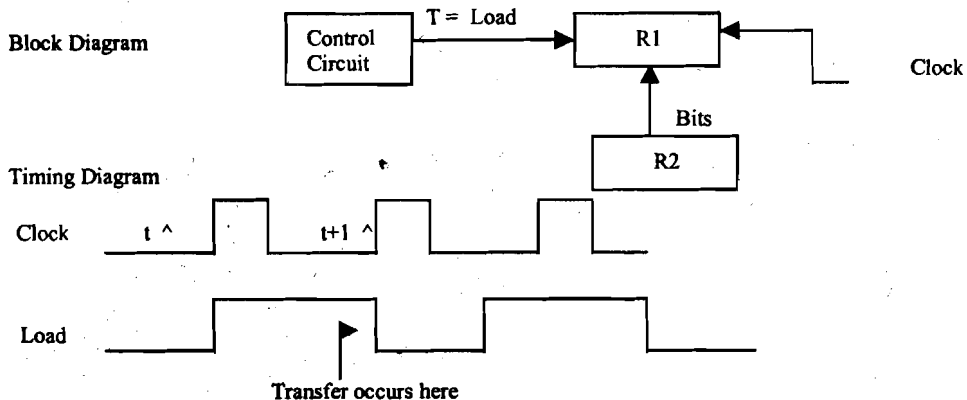 T = Load
Block Diagram
Control
Circuit
R1
Clock
Bits
R2
Timing Diagram
Clock
t ^
t+1 ^
Load
Transfer occurs here